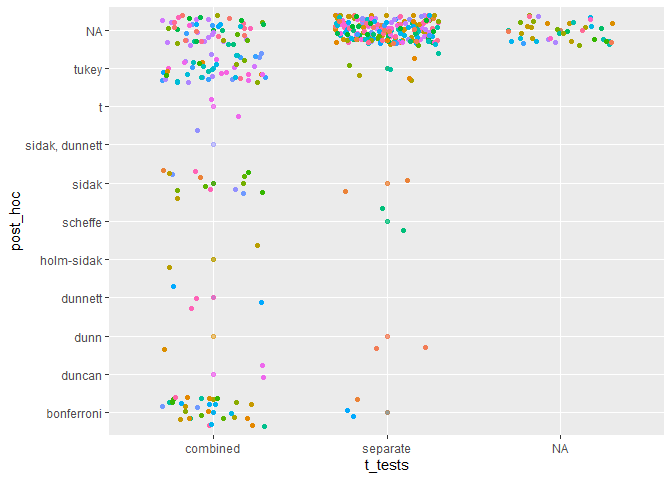 NA
tukey
t
sidak, dunnett
sidak
scheffe
holm-sidak
dunnett
dunn
duncan
bonferroni
post_hoc
combined
separate
NA
t_tests